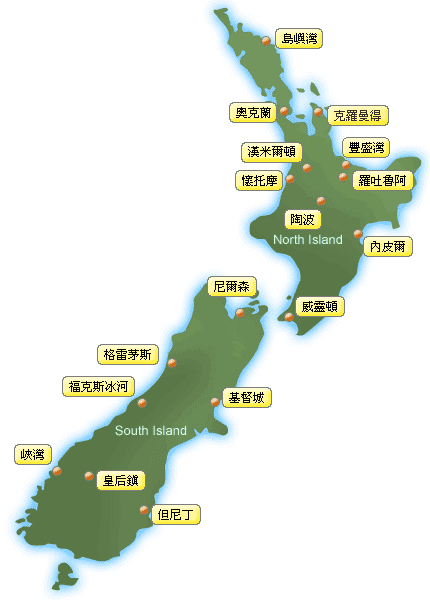 島嶼灣
奧克蘭
克羅曼得
漢米爾頓
豐盛灣
懷托摩
羅吐魯阿
陶波
North Island
內皮爾
尼爾森
威靈頓
格雷茅斯
福克斯冰河
基督城
South Island
峽灣
皇后鎮
但尼丁